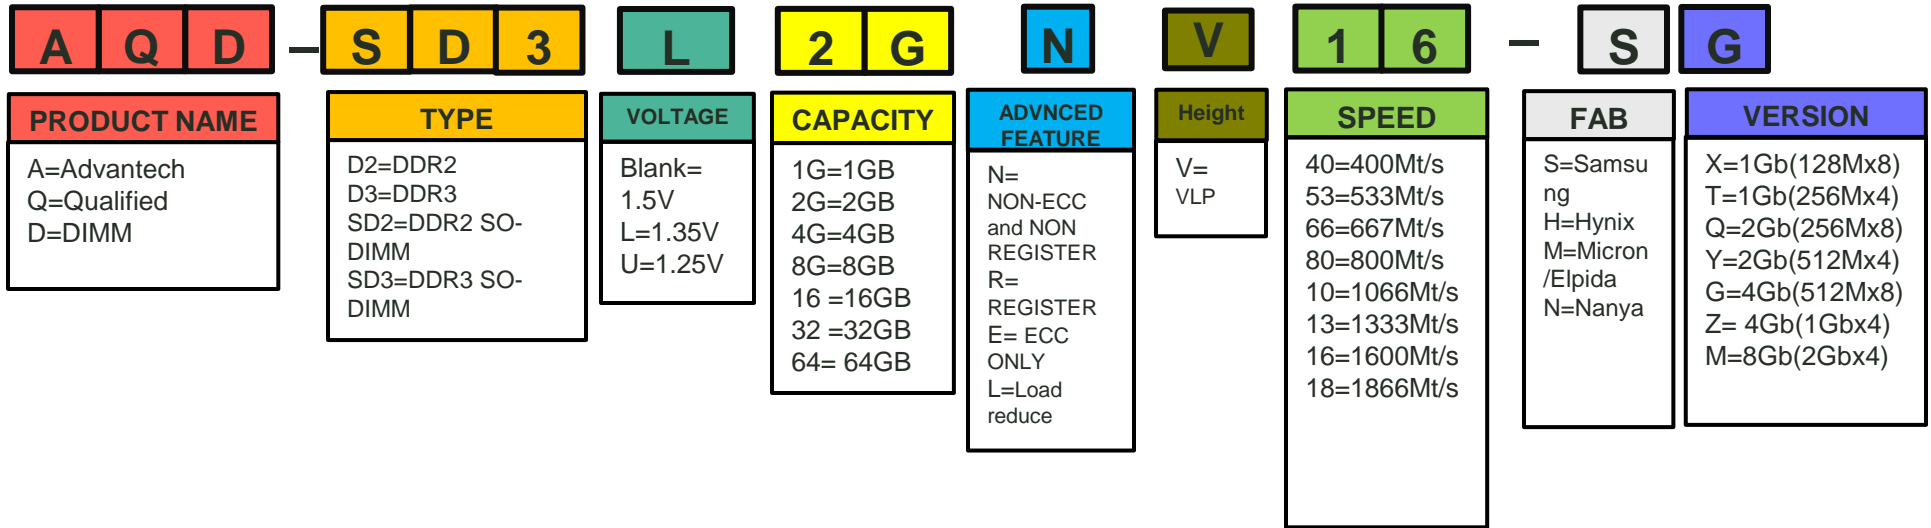 A Q D – S D 3 L 2 G N V 1 6 – S G
PRODUCT NAME
A=Advantech
Q=Qualified
D=DIMM
TYPE
D2=DDR2
D3=DDR3
SD2=DDR2 SO-
DIMM
SD3=DDR3 SO-
DIMM
VOLTAGE
Blank=
1.5V
L=1.35V
U=1.25V
CAPACITY
1G=1GB
2G=2GB
4G=4GB
8G=8GB
16 =16GB
32 =32GB
64= 64GB
ADVNCED
FEATURE
N=
NON-ECC
and NON
REGISTER
R=
REGISTER
E= ECC
ONLY
L=Load
reduce
Height
V=
VLP
SPEED
40=400Mt/s
53=533Mt/s
66=667Mt/s
80=800Mt/s
10=1066Mt/s
13=1333Mt/s
16=1600Mt/s
18=1866Mt/s
FAB
S=Samsu
ng
H=Hynix
M=Micron
/Elpida
N=Nanya
VERSION
X=1Gb(128Mx8)
T=1Gb(256Mx4)
Q=2Gb(256Mx8)
Y=2Gb(512Mx4)
G=4Gb(512Mx8)
Z= 4Gb(1Gbx4)
M=8Gb(2Gbx4)